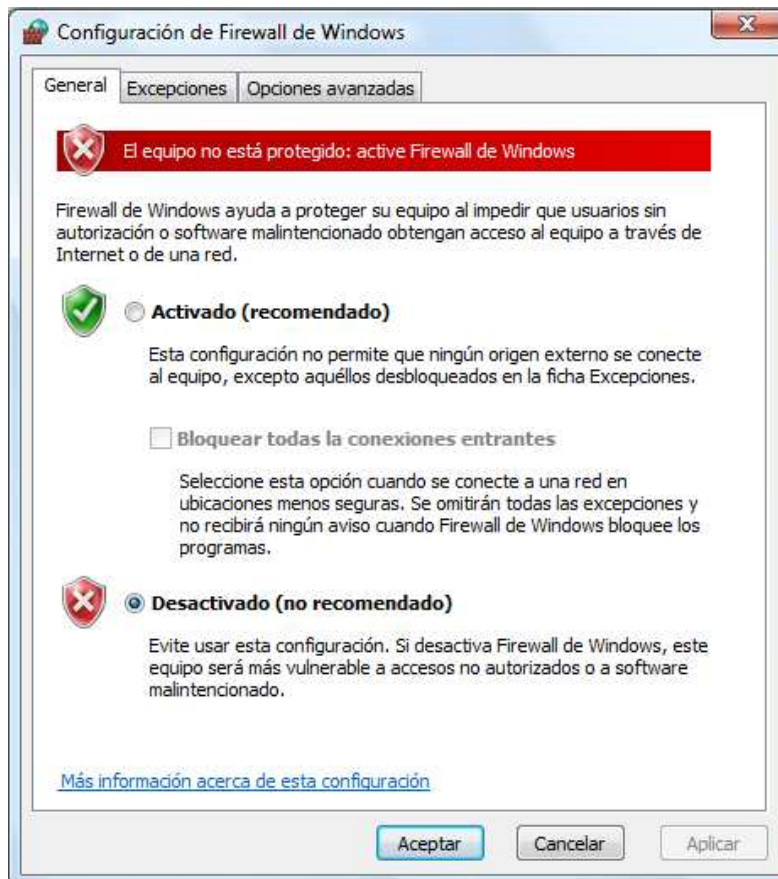 Configuración de Firewall de Windows
General
Excepciones
Opciones avanzadas
El equipo no está protegido: active Firewall de Windows
Firewall de Windows ayuda a proteger su equipo al impedir que usuarios sin
autorización o software malintencionado obtengan acceso al equipo a través de
Internet o de una red.
Activado (recomendado)
Esta configuración no permite que ningún origen externo se conecte
al equipo, excepto aquéllos desbloqueados en la ficha Excepciones.
Bloquear todas la conexiones entrantes
Seleccione esta opción cuando se conecte a una red en
ubicaciones menos seguras. Se omitirán todas las excepciones y
no recibirá ningún aviso cuando Firewall de Windows bloquee los
programas.
Desactivado (no recomendado)
Evite usar esta configuración. Si desactiva Firewall de Windows, este
equipo será más vulnerable a accesos no autorizados o a software
malintencionado.
Más información acerca de esta configuración
Aceptar
Cancelar
Aplicar